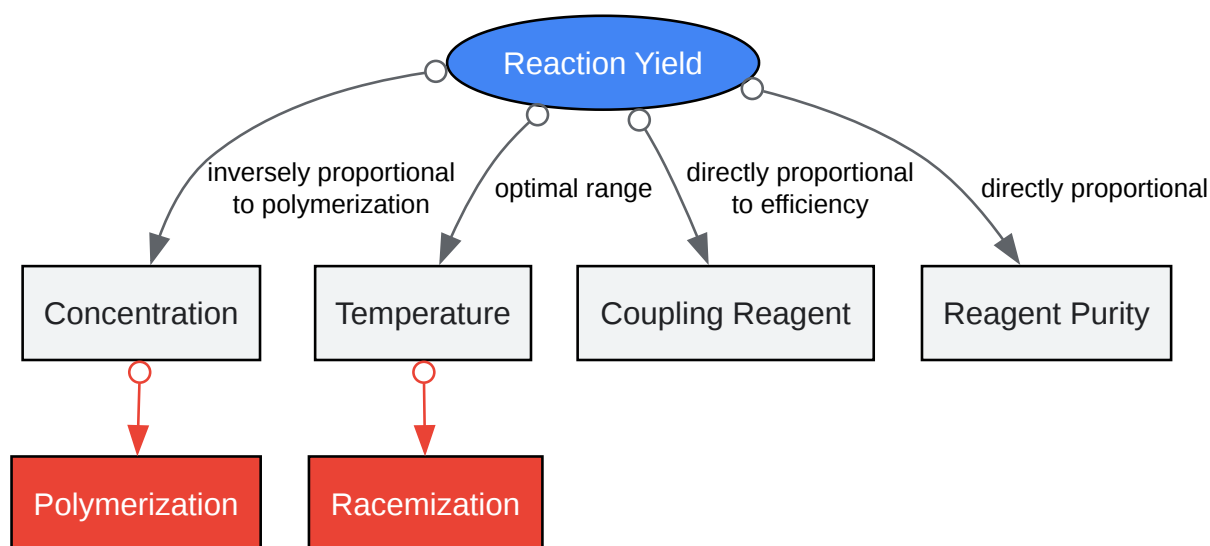 Reaction Yield
inversely proportional
to polymerization
optimal range
directly proportional
to efficiency
directly proportional
Concentration
Temperature
Coupling Reagent
Reagent Purity
Polymerization
Racemization